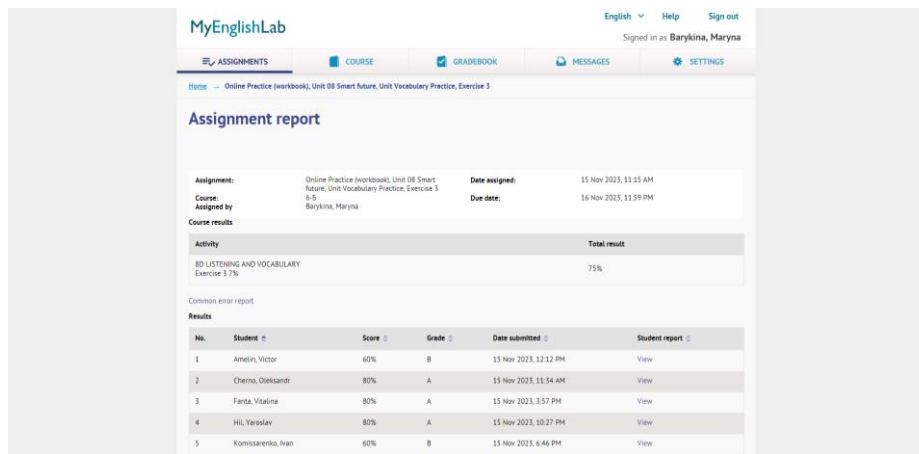 MyEnglishLab
English Help Sign out
Signed in as Barykina, Maryna
ASSIGNMENTS COURSE GRADEBOOK MESSAGES SETTINGS
Home → Online Practice (workbook), Unit 08 Smart future, Unit Vocabulary Practice, Exercise 3
Assignment report
Assignment: Online Practice (workbook), Unit 08 Smart Date assigned: 15 Nov 2023, 11:15 AM
future, Unit Vocabulary Practice, Exercise 3
Course: 6-Б Due date: 16 Nov 2023, 11:59 PM
Assigned by Barykina, Maryna
Course results
Activity Total result
8D LISTENING AND VOCABULARY 75%
Exercise 3 7%
Common error report
Results
No. Student Score Grade Date submitted Student report
1 Amelin, Victor 60% B 15 Nov 2023, 12:12 PM View
2 Cherno, Oleksandr 80% A 15 Nov 2023, 11:34 AM View
3 Fanta, Vitalina 80% A 15 Nov 2023, 3:57 PM View
4 Hil, Yaroslav 80% A 15 Nov 2023, 10:27 PM View
5 Komissarenko, Ivan 60% B 15 Nov 2023, 6:46 PM View